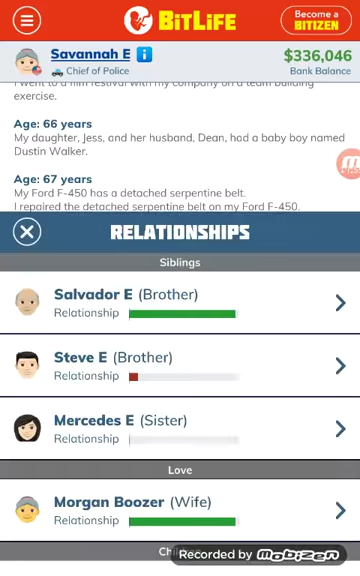 BitLife
Become a
BITIZEN
Savannah E i
Chief of Police
$336,046
Bank Balance
I went to a film festival with my company on a team building
exercise.
Age: 66 years
My daughter, Jess, and her husband, Dean, had a baby boy named
Dustin Walker.
Age: 67 years
My Ford F-450 has a detached serpentine belt.
I repaired the detached serpentine belt on my Ford F-450.
RELATIONSHIPS
Siblings
Salvador E (Brother)
Relationship
Steve E (Brother)
Relationship
Mercedes E (Sister)
Relationship
Love
Morgan Boozer (Wife)
Relationship
Recorded by Mobizen